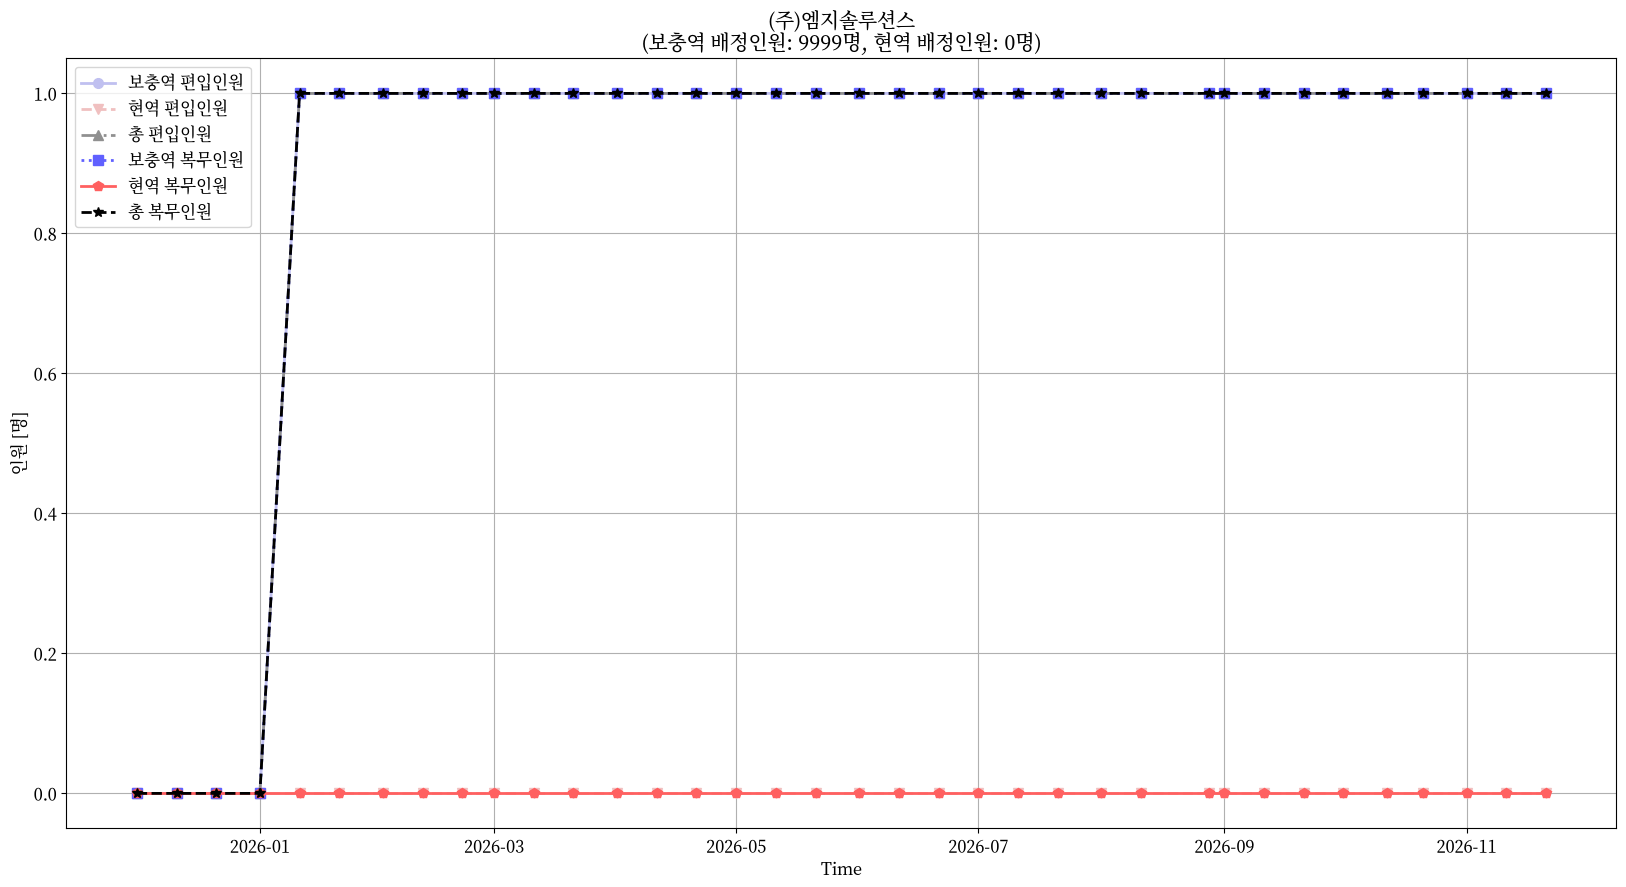 (주)엠지솔루션스
(보충역 배정인원: 9999명, 현역 배정인원: 0명)
보충역 편입인원
현역 편입인원
총 편입인원
보충역 복무인원
현역 복무인원
총 복무인원
1.0
0.8
0.6
0.4
0.2
0.0
인원 [명]
2026-01
2026-03
2026-05
2026-07
2026-09
2026-11
Time